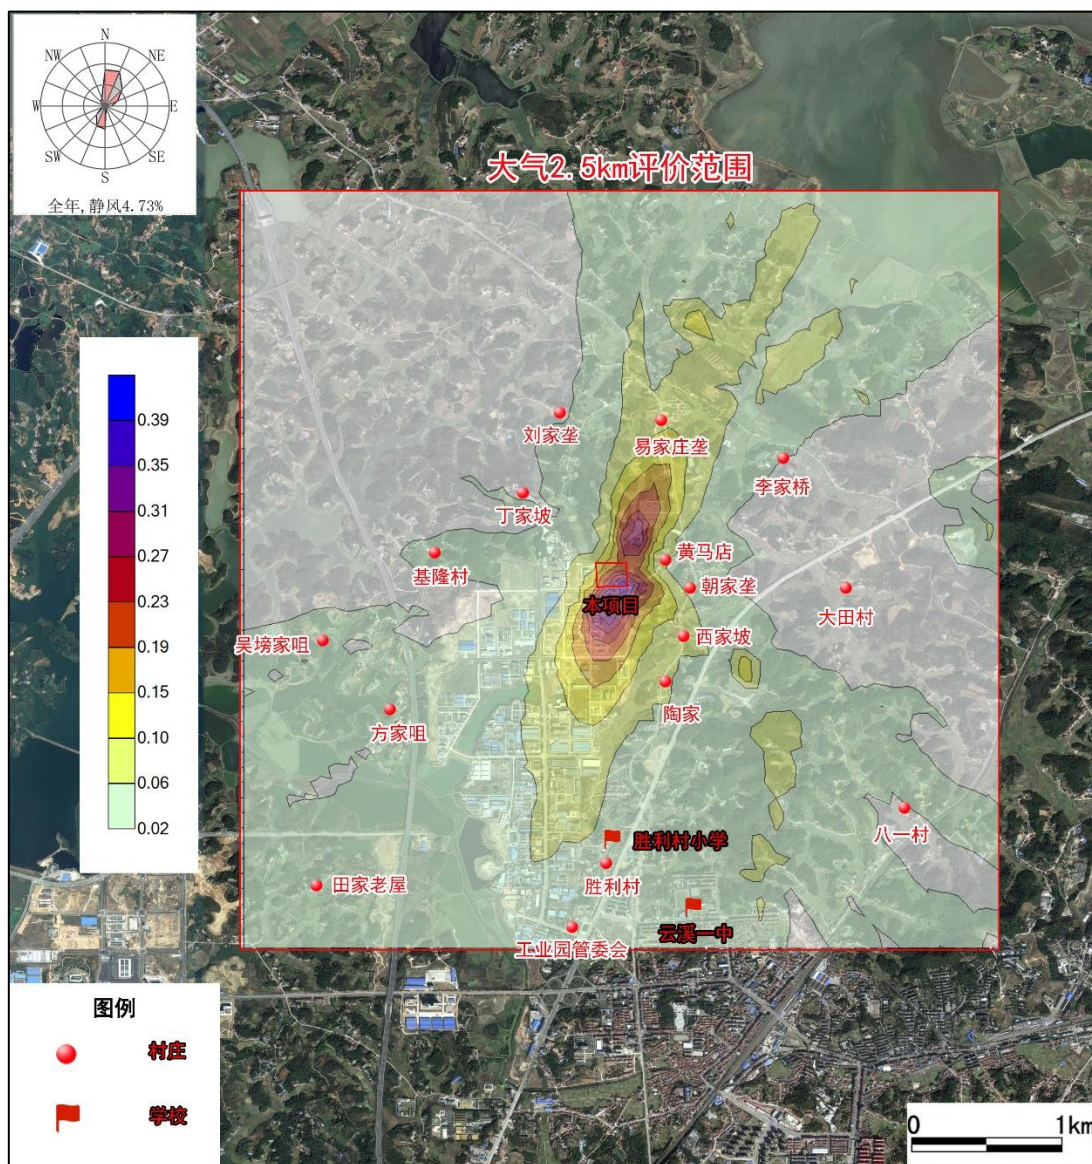 N
NW
NE
W
E
SW
SE
S
全年,静风4.73%
大气2.5km评价范围
0.39
0.35
0.31
0.27
0.23
0.19
0.15
0.10
0.06
0.02
刘家垄
易家庄垄
李家桥
丁家坡
黄马店
基隆村
朝家垄
大田村
本项目
吴塝家咀
西家坡
方家咀
陶家
八一村
胜利村小学
胜利村
田家老屋
云溪一中
工业园管委会
图例
村庄
学校
0 1km